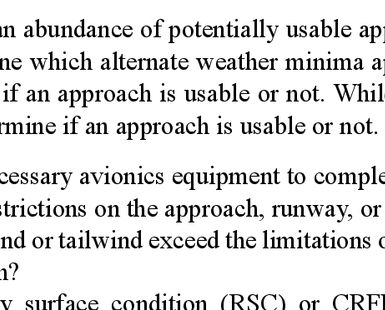 an abundance of potentially usable app
ne which alternate weather minima ap
if an approach is usable or not. While
rmine if an approach is usable or not.
cessary avionics equipment to comple
strictions on the approach, runway, or
nd or tailwind exceed the limitations o
n?
y surface condition (RSC) or CRFI